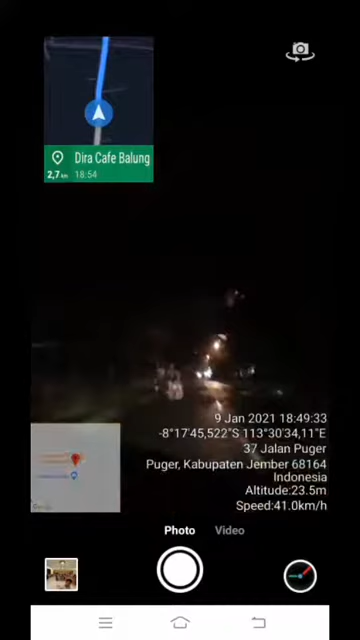 Dira Cafe Balung
2,7 km 18:54
9 Jan 2021 18:49:33
-8°17'45,522"S 113°30'34,11"E
37 Jalan Puger
Puger, Kabupaten Jember 68164
Indonesia
Altitude:23.5m
Speed:41.0km/h
Photo Video